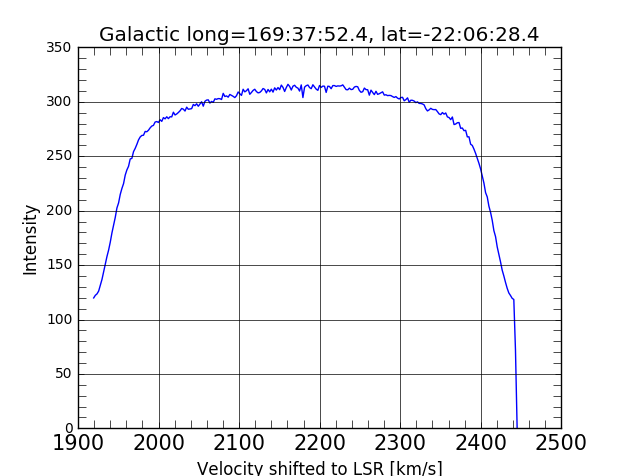 Galactic long=169:37:52.4, lat=-22:06:28.4
350
300
250
200
150
100
50
0
Intensity
1900 2000 2100 2200 2300 2400 2500
Velocity shifted to LSR [km/s]